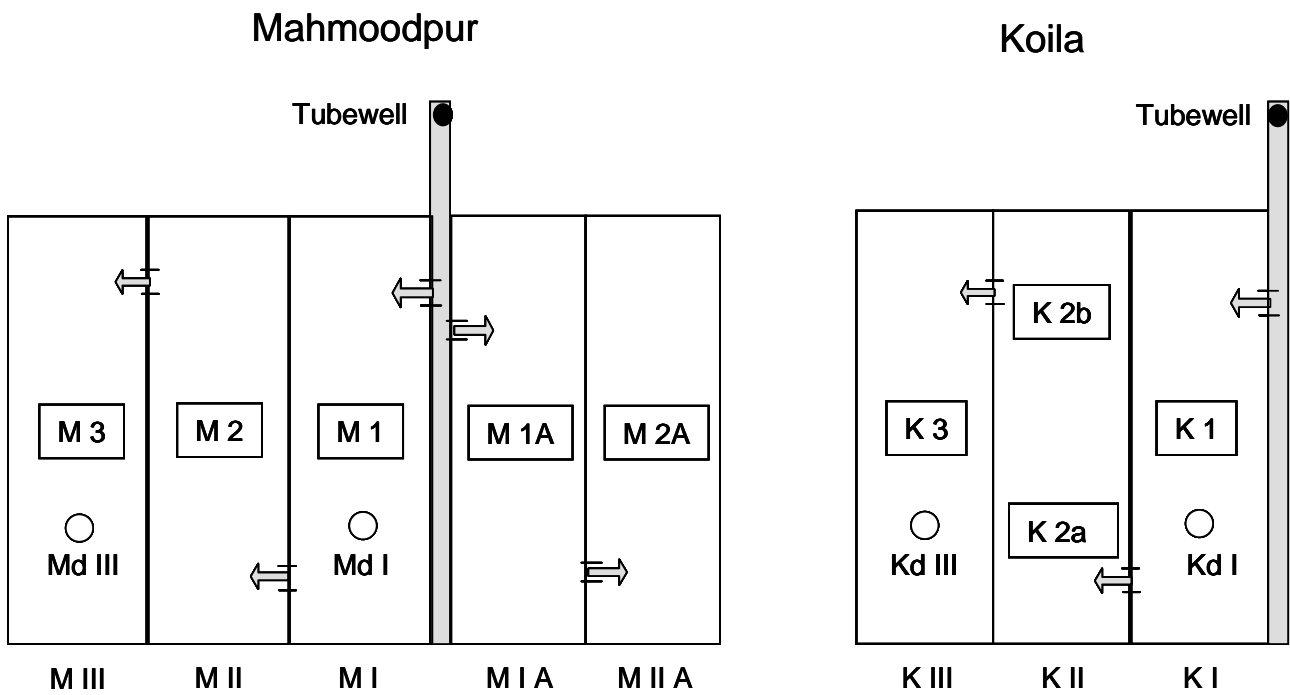 Mahmoodpur
Koila
Tubewell
Tubewell
K 2b
M 3
M 2
M 1
M 1A
M 2A
K 3
K 1
K 2a
Md III
Md I
Kd III
Kd I
M III
M II
M I
M I A
M II A
K III
K II
K I